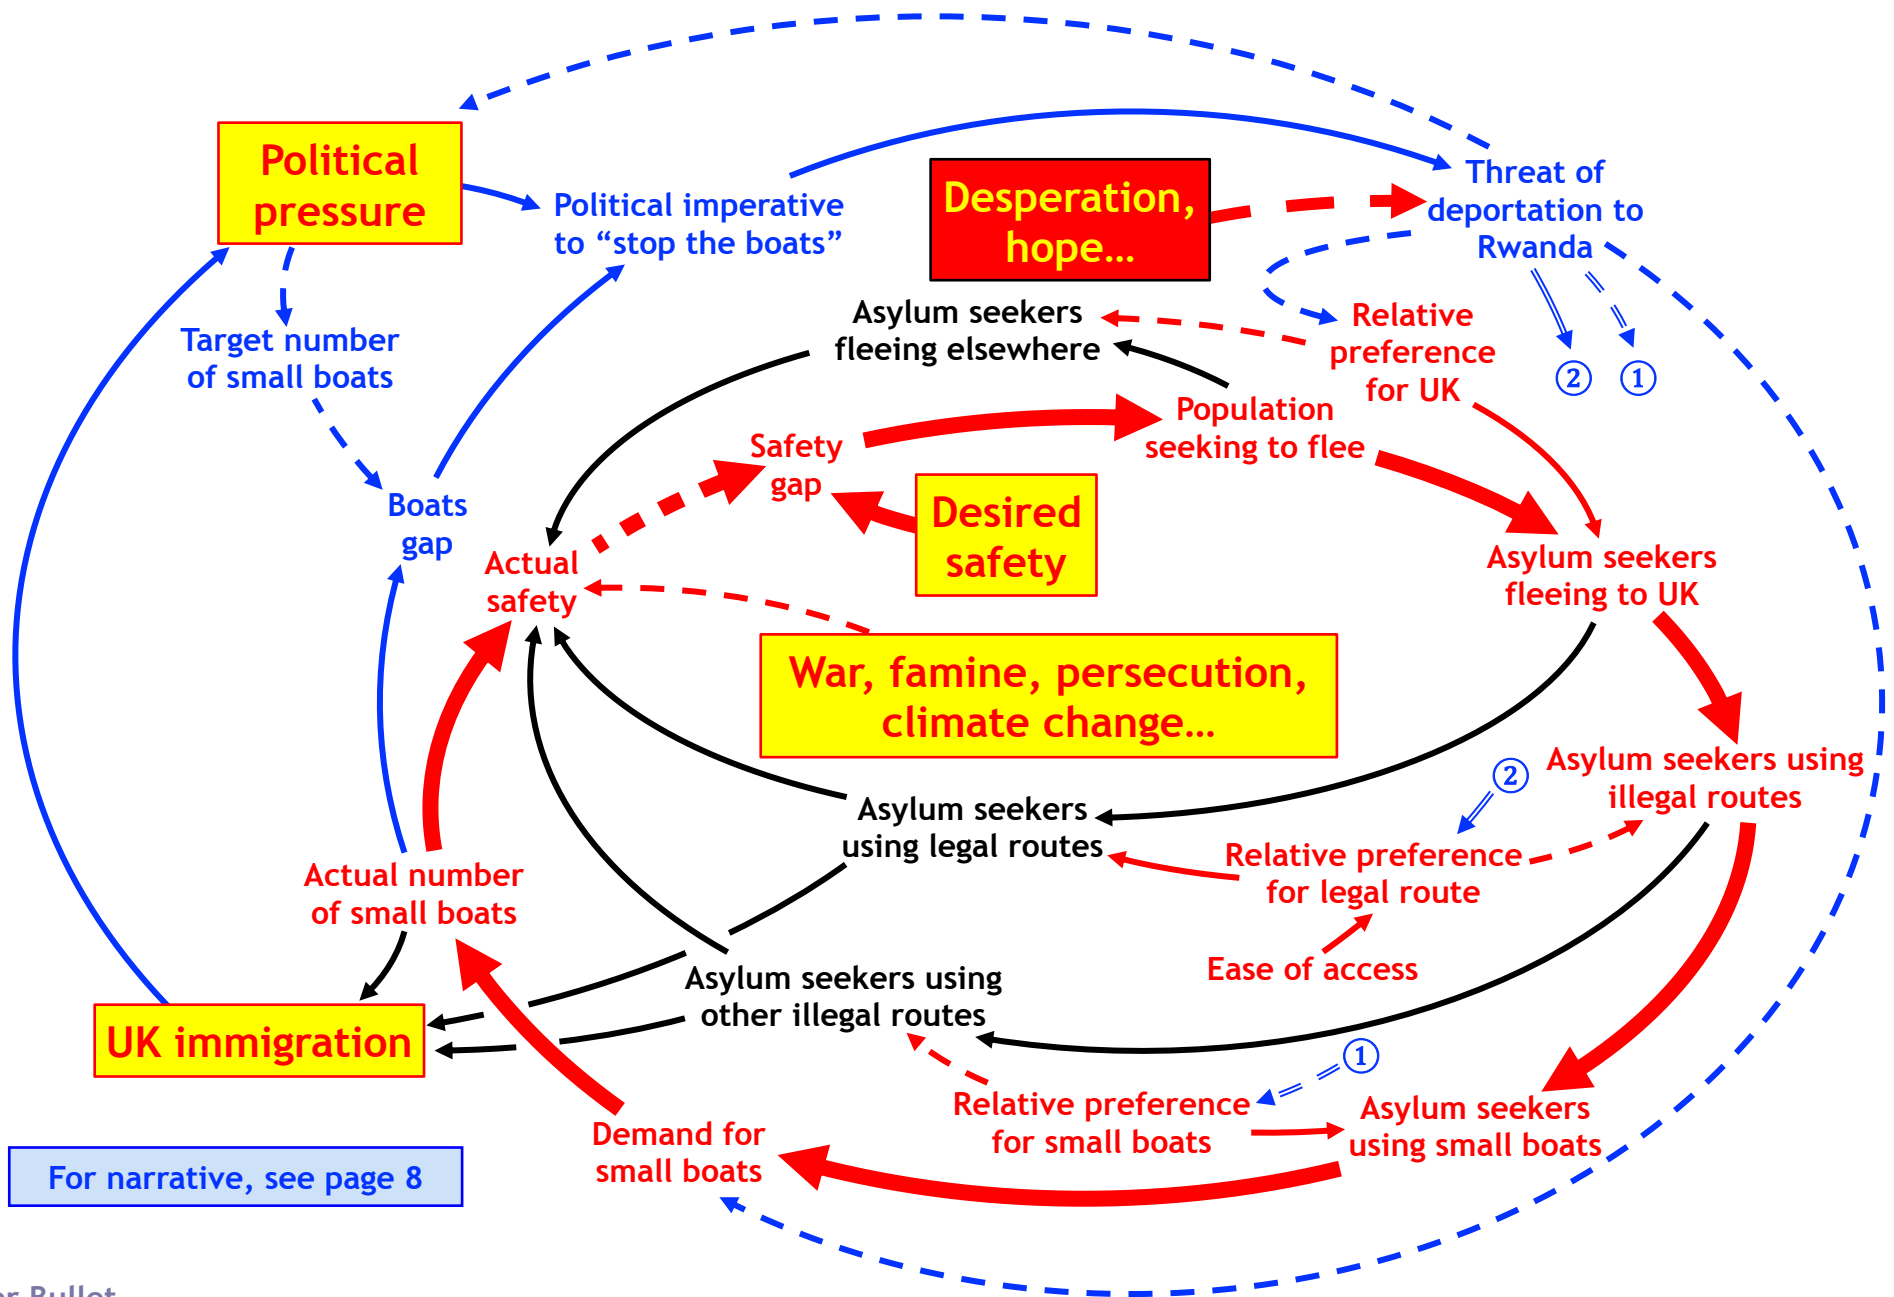 Political
pressure
Political imperative
to “stop the boats”
Desperation,
hope…
Threat of
deportation to
Rwanda
Target number
of small boats
Asylum seekers
fleeing elsewhere
Relative
preference
for UK
②
①
Population
seeking to flee
Safety
gap
Boats
gap
Desired
safety
Actual
safety
Asylum seekers
fleeing to UK
War, famine, persecution,
climate change…
Asylum seekers using
illegal routes
②
Asylum seekers
using legal routes
Relative preference
for legal route
Actual number
of small boats
Ease of access
Asylum seekers using
other illegal routes
UK immigration
①
Relative preference
for small boats
Asylum seekers
using small boats
Demand for
small boats
For narrative, see page 8